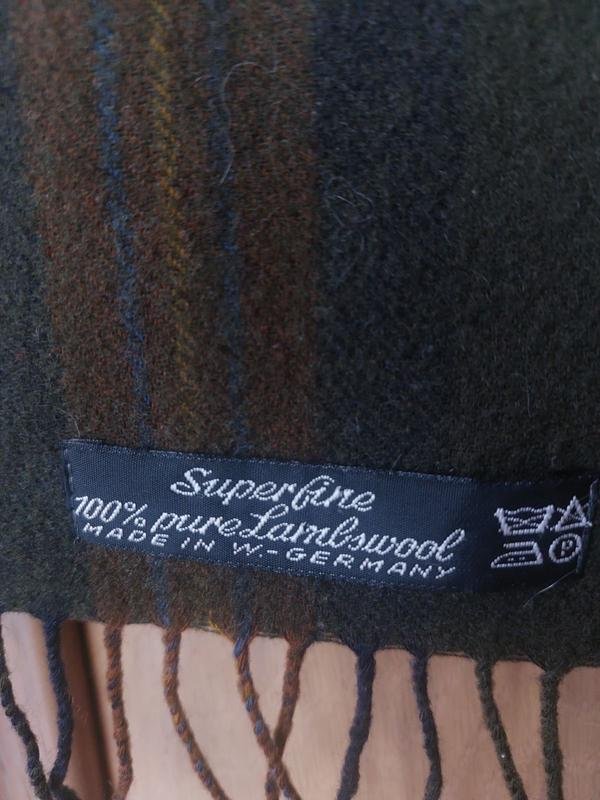 Superfine
100% pure Lambswool
MADE IN W-GERMANY
P